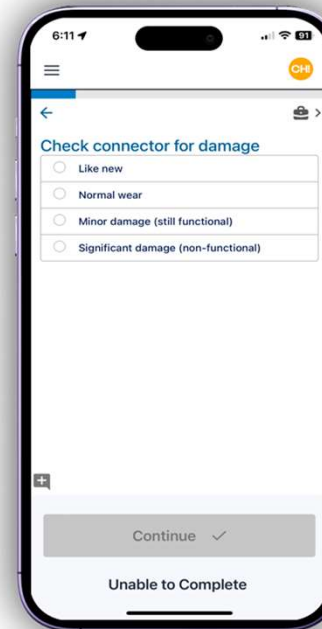 6:11
91
CH!
Check connector for damage
Like new
Normal wear
Minor damage (still functional)
Significant damage (non-functional)
Continue
Unable to Complete